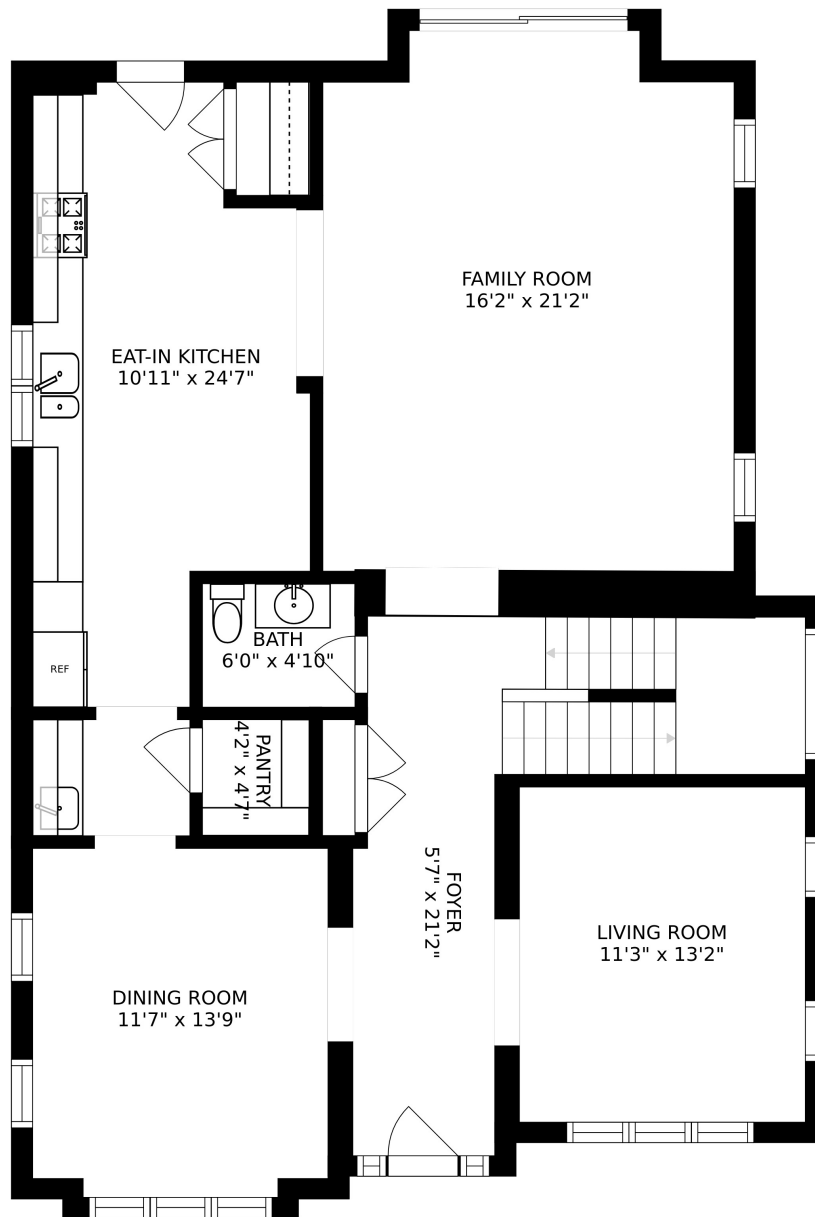 FAMILY ROOM
16'2" x 21'2"
EAT-IN KITCHEN
10'11" x 24'7"
BATH
6'0" x 4'10"
REF
PANTRY
4'2" x 4'7"
FOYER
5'7" x 21'2"
LIVING ROOM
11'3" x 13'2"
DINING ROOM
11'7" x 13'9"